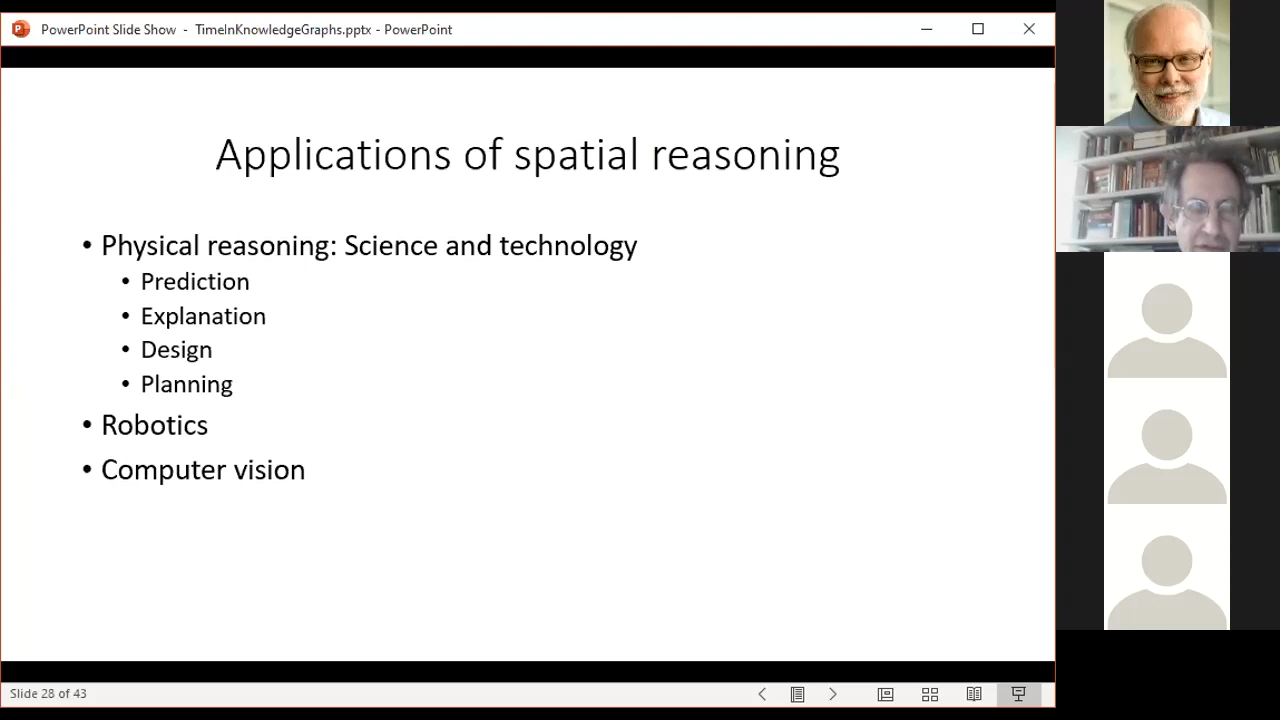 PowerPoint Slide Show - TimeInKnowledgeGraphs.pptx - PowerPoint
Applications of spatial reasoning
• Physical reasoning: Science and technology
• Prediction
• Explanation
• Design
• Planning
• Robotics
• Computer vision
Slide 28 of 43